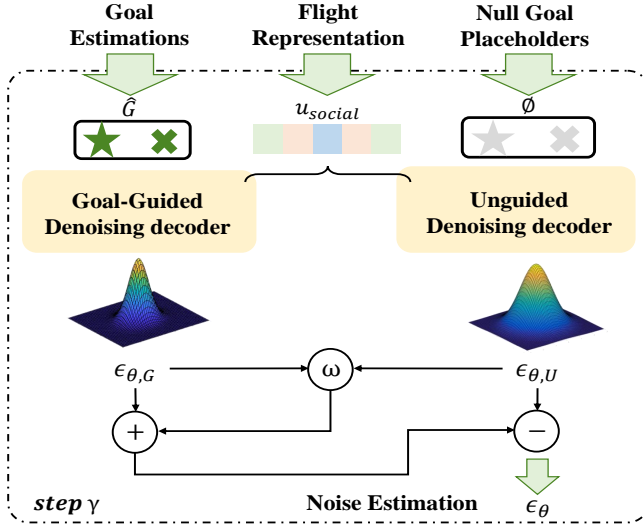 Goal
Estimations
Flight
Representation
Null Goal
Placeholders
Ĝ
u_social
∅
Goal-Guided
Denoising decoder
Unguided
Denoising decoder
ϵ_θ,G
ω
ϵ_θ,U
+
−
step γ
Noise Estimation
ϵ_θ